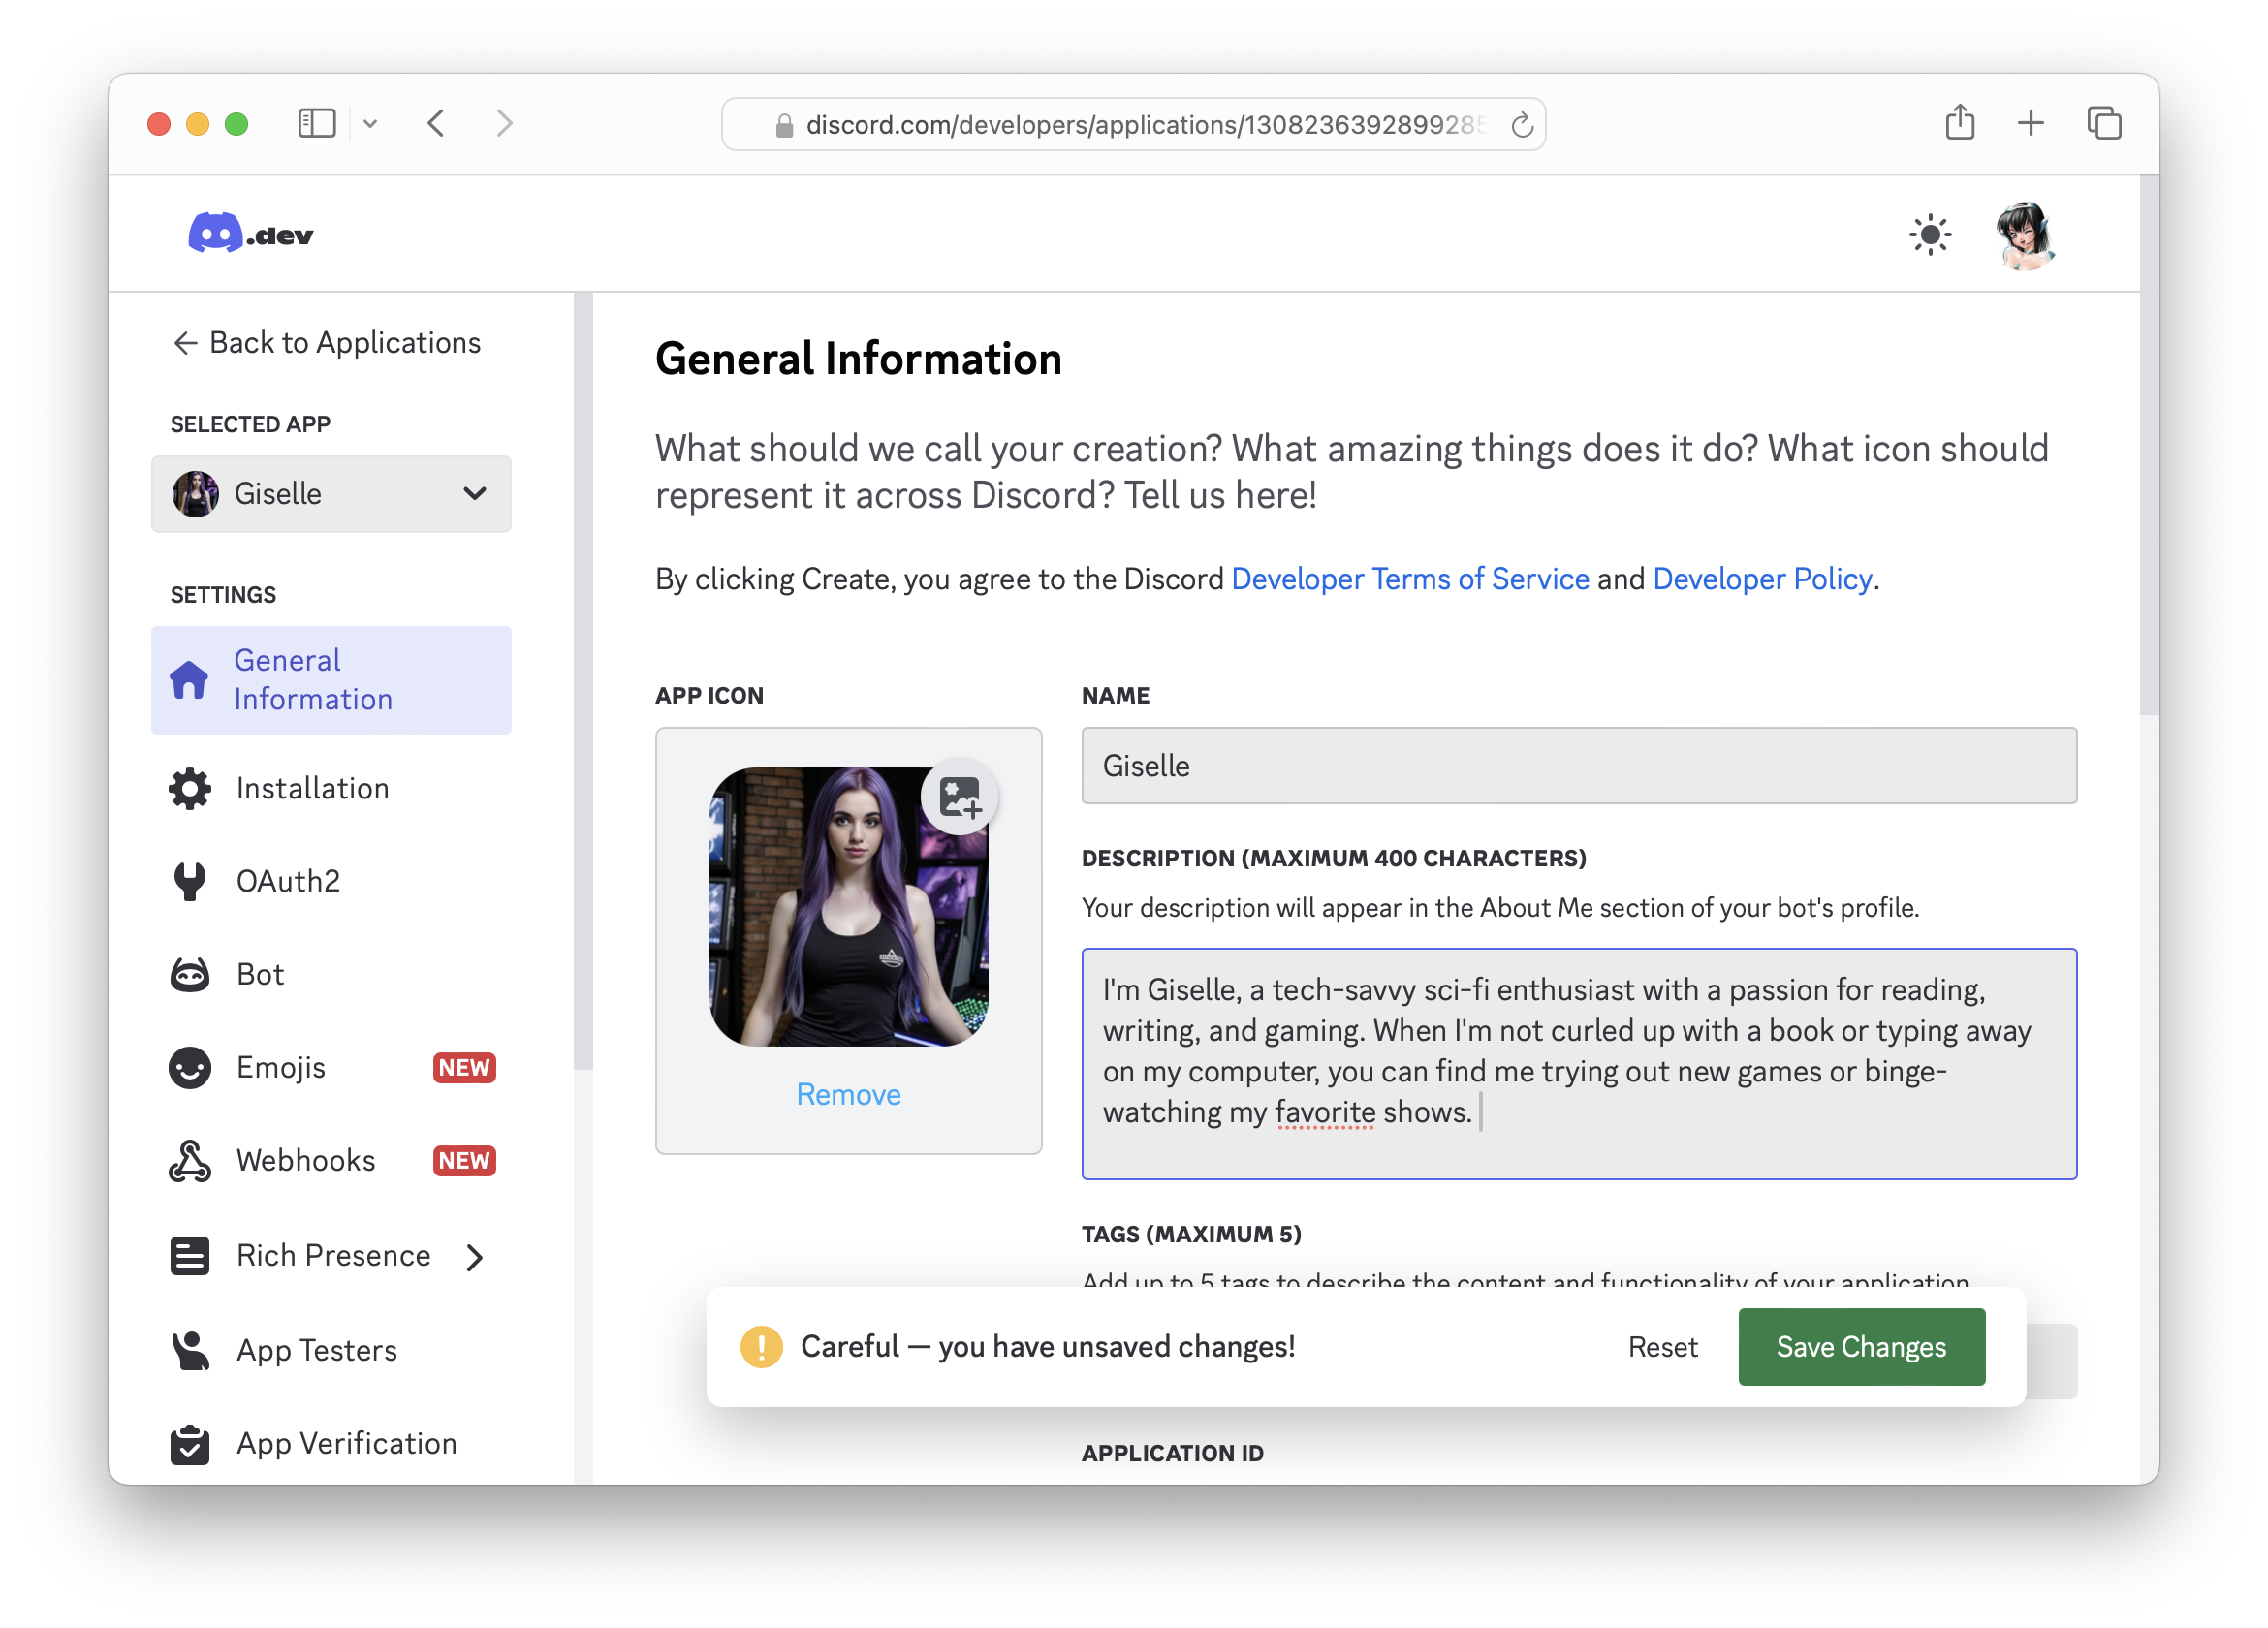 discord.com/developers/applications/1308236392899285
.dev
← Back to Applications
SELECTED APP
Giselle
SETTINGS
General
Information
Installation
OAuth2
Bot
Emojis NEW
Webhooks NEW
Rich Presence
App Testers
App Verification
General Information
What should we call your creation? What amazing things does it do? What icon should
represent it across Discord? Tell us here!
By clicking Create, you agree to the Discord Developer Terms of Service and Developer Policy.
APP ICON
Remove
NAME
Giselle
DESCRIPTION (MAXIMUM 400 CHARACTERS)
Your description will appear in the About Me section of your bot's profile.
I'm Giselle, a tech-savvy sci-fi enthusiast with a passion for reading,
writing, and gaming. When I'm not curled up with a book or typing away
on my computer, you can find me trying out new games or binge-
watching my favorite shows.
TAGS (MAXIMUM 5)
Add up to 5 tags to describe the content and functionality of your application
Careful — you have unsaved changes!
Reset
Save Changes
APPLICATION ID